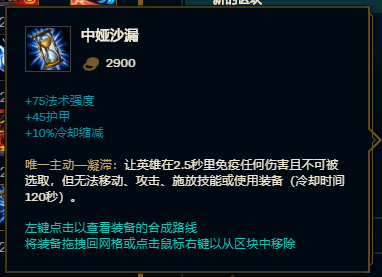 中娅沙漏
2900
+75法术强度
+45护甲
+10%冷却缩减
唯一主动—凝滞：让英雄在2.5秒里免疫任何伤害且不可被
选取，但无法移动、攻击、施放技能或使用装备（冷却时间
120秒）。
左键点击以查看装备的合成路线
将装备拖拽回网格或点击鼠标右键以从区块中移除